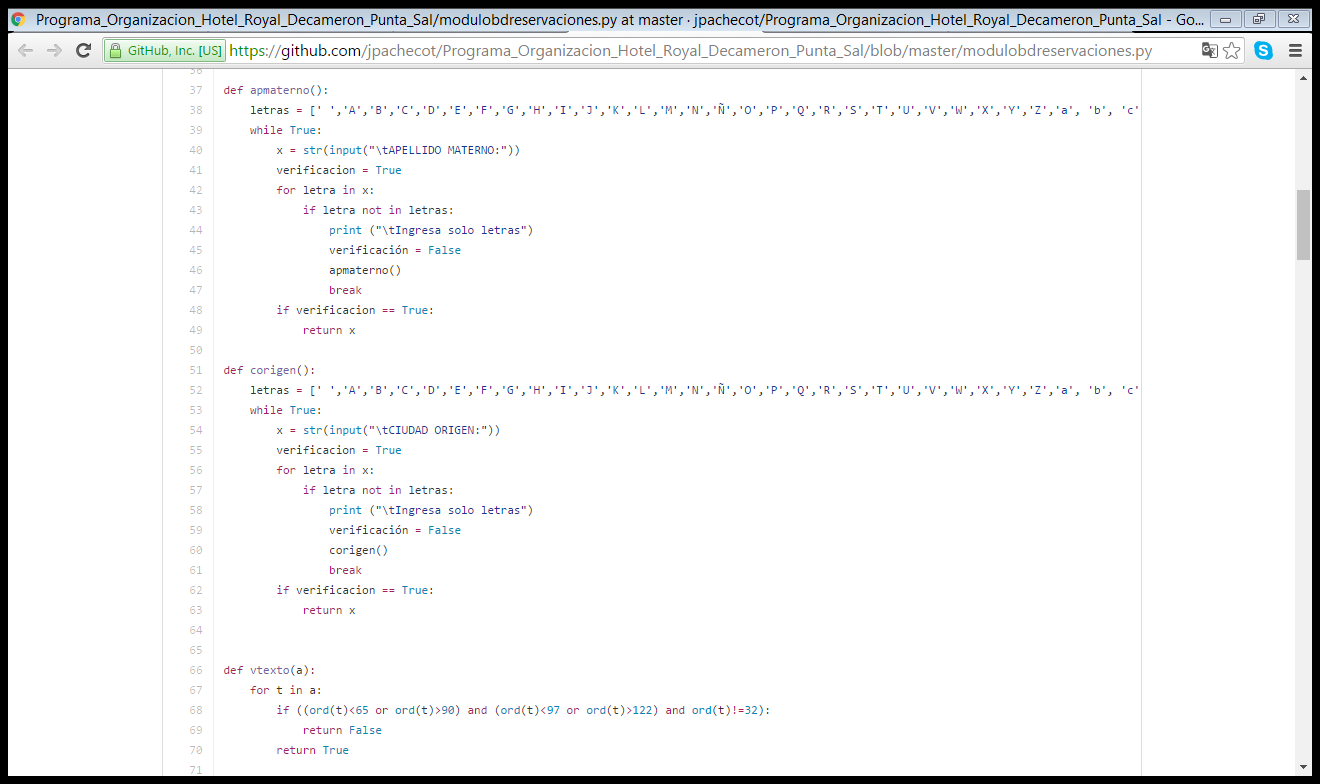 Programa_Organizacion_Hotel_Royal_Decameron_Punta_Sal/modulobdreservaciones.py at master · jpachecot/Programa_Organizacion_Hotel_Royal_Decameron_Punta_Sal - Go...
GitHub, Inc. [US] https://github.com/jpachecot/Programa_Organizacion_Hotel_Royal_Decameron_Punta_Sal/blob/master/modulobdreservaciones.py
36
37 def apmaterno():
38     letras = [' ','A','B','C','D','E','F','G','H','I','J','K','L','M','N','Ñ','O','P','Q','R','S','T','U','V','W','X','Y','Z','a', 'b', 'c'
39     while True:
40         x = str(input("\tAPELLIDO MATERNO:"))
41         verificacion = True
42         for letra in x:
43             if letra not in letras:
44                 print ("\tIngresa solo letras")
45                 verificación = False
46                 apmaterno()
47                 break
48         if verificacion == True:
49             return x
50
51 def corigen():
52     letras = [' ','A','B','C','D','E','F','G','H','I','J','K','L','M','N','Ñ','O','P','Q','R','S','T','U','V','W','X','Y','Z','a', 'b', 'c'
53     while True:
54         x = str(input("\tCIUDAD ORIGEN:"))
55         verificacion = True
56         for letra in x:
57             if letra not in letras:
58                 print ("\tIngresa solo letras")
59                 verificación = False
60                 corigen()
61                 break
62         if verificacion == True:
63             return x
64
65
66 def vtexto(a):
67     for t in a:
68         if ((ord(t)<65 or ord(t)>90) and (ord(t)<97 or ord(t)>122) and ord(t)!=32):
69             return False
70         return True
71